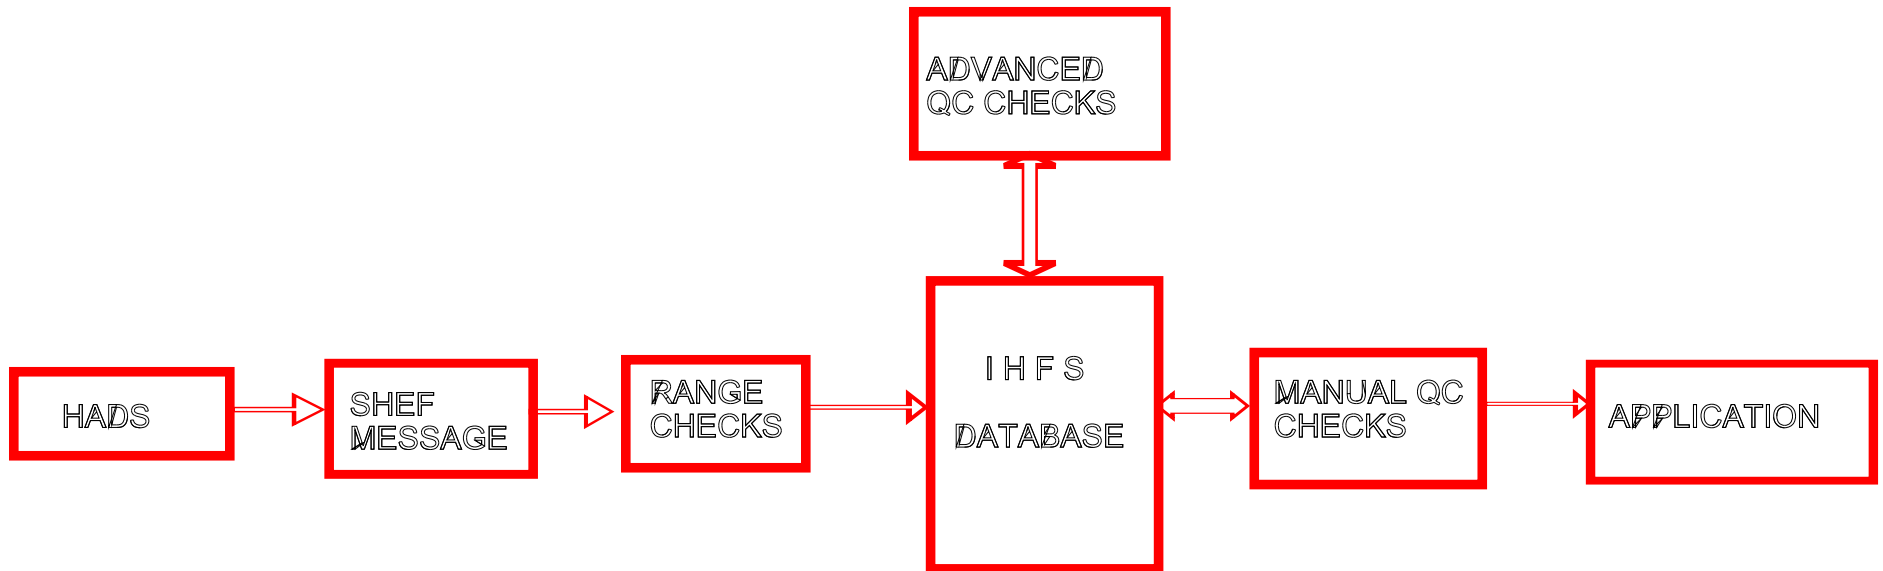 ADVANCED
QC CHECKS
HADS
SHEF
MESSAGE
RANGE
CHECKS
I H F S
DATABASE
MANUAL QC
CHECKS
APPLICATION